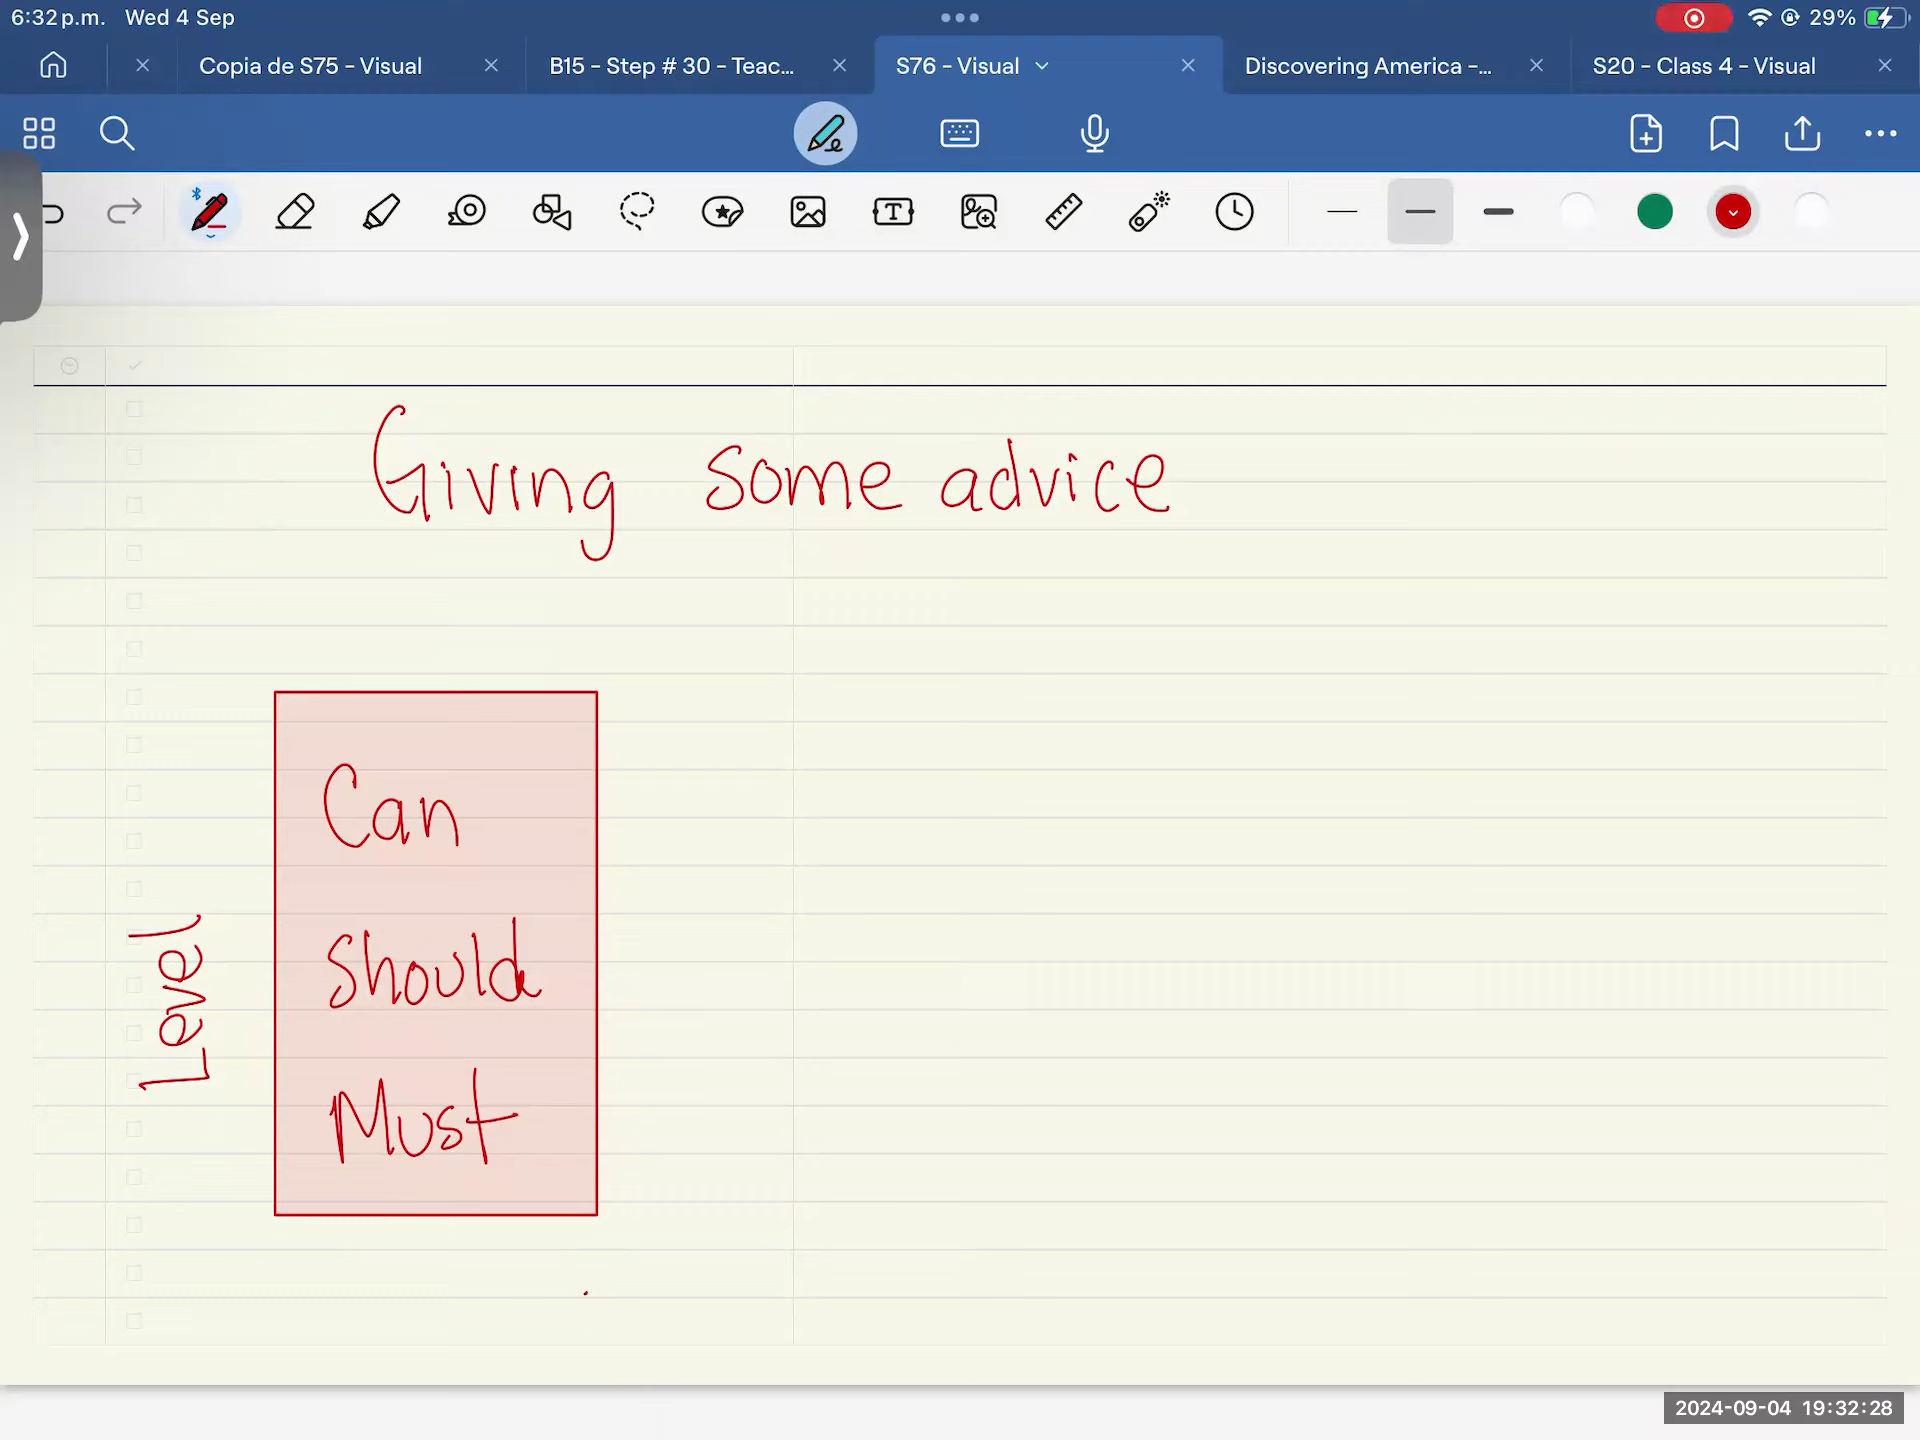 6:32 p.m. Wed 4 Sep
29%
Copia de S75 - Visual
B15 - Step # 30 - Teac...
S76 - Visual
Discovering America -...
S20 - Class 4 - Visual
Giving some advice
Can
Should
Must
Level
2024-09-04 19:32:28